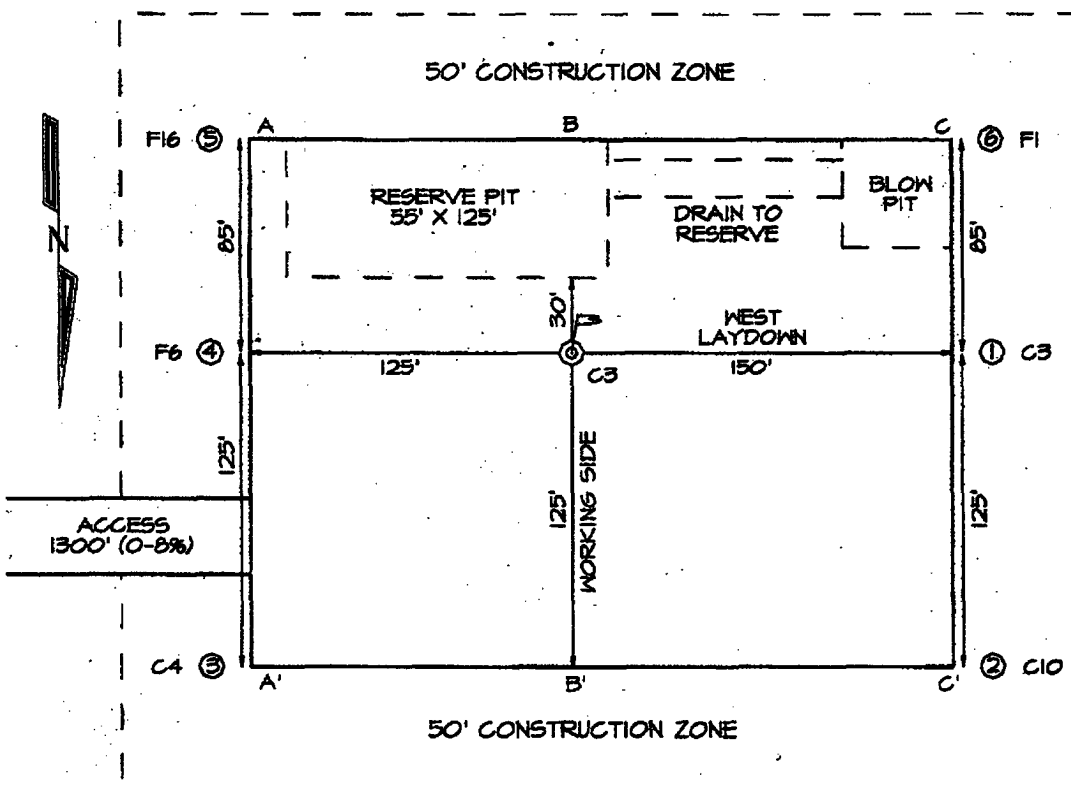 50' CONSTRUCTION ZONE
F16 ⑤ A B C ⑥ F1
RESERVE PIT
55' X 125'
BLOW
PIT
DRAIN TO
RESERVE
85'
85'
N
30'
WEST
LAYDOWN
F6 ④
① C3
125'
C3
150'
125'
125'
WORKING SIDE
125'
ACCESS
1300' (0-8%)
C4 ③ A' B' C' ② C10
50' CONSTRUCTION ZONE